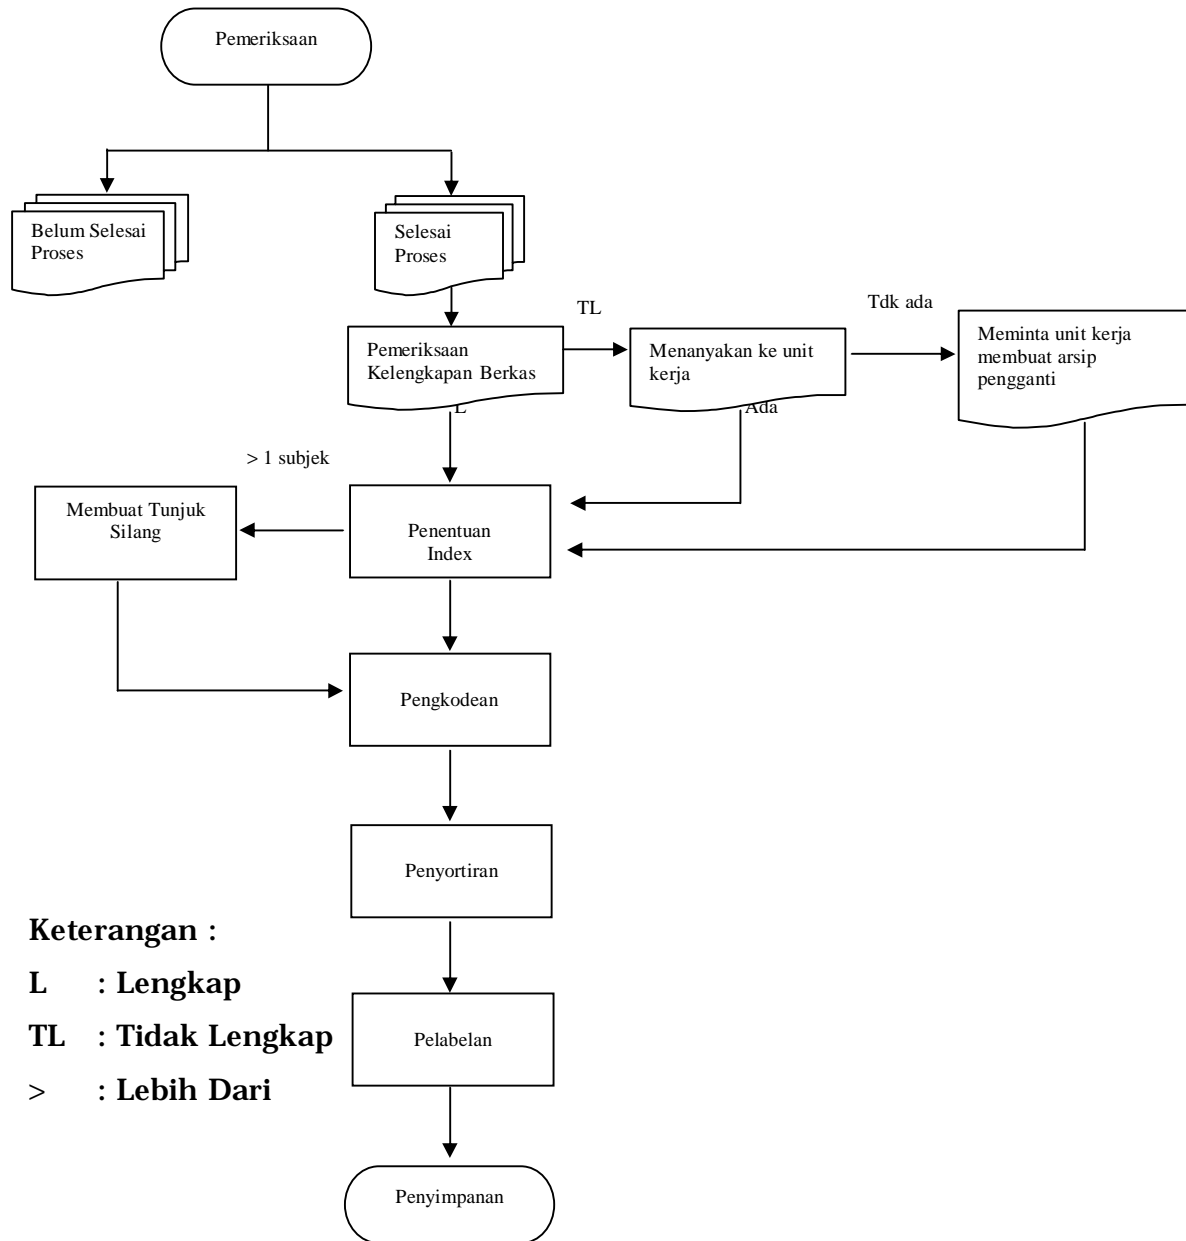 Pemeriksaan
Belum Selesai
Proses
Selesai
Proses
TL
Tdk ada
Pemeriksaan
Kelengkapan Berkas
Menanyakan ke unit
kerja
Meminta unit kerja
membuat arsip
pengganti
L
Ada
> 1 subjek
Membuat Tunjuk
Silang
Penentuan
Index
Pengkodean
Penyortiran
Keterangan :
L : Lengkap
TL : Tidak Lengkap
> : Lebih Dari
Pelabelan
Penyimpanan